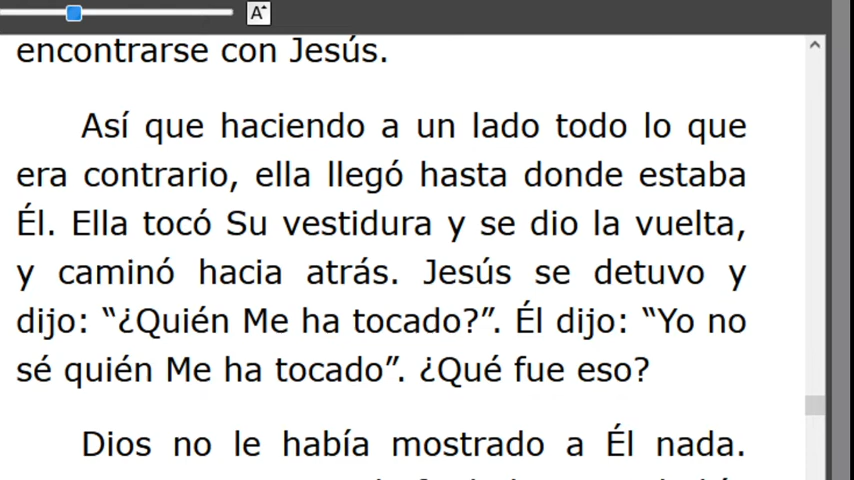 A
encontrarse con Jesús.
Así que haciendo a un lado todo lo que
era contrario, ella llegó hasta donde estaba
Él. Ella tocó Su vestidura y se dio la vuelta,
y caminó hacia atrás. Jesús se detuvo y
dijo: “¿Quién Me ha tocado?”. Él dijo: “Yo no
sé quién Me ha tocado”. ¿Qué fue eso?
Dios no le había mostrado a Él nada.